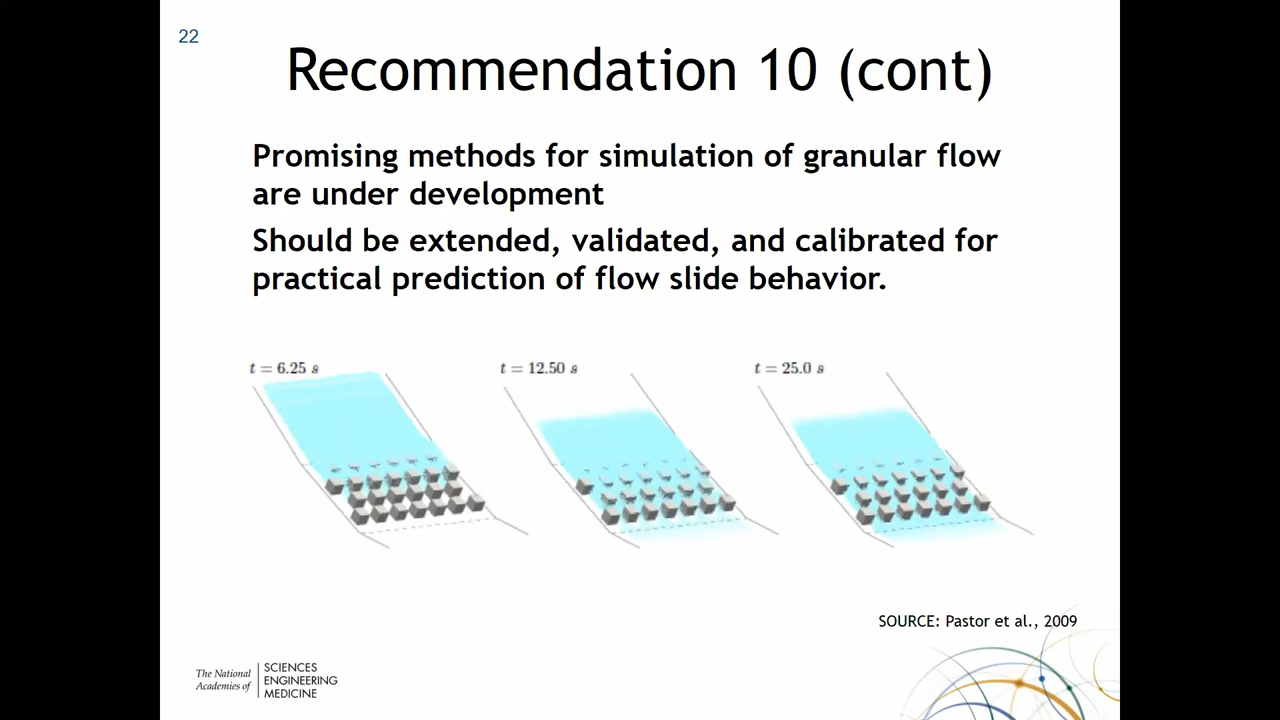 22
Recommendation 10 (cont)
Promising methods for simulation of granular flow
are under development
Should be extended, validated, and calibrated for
practical prediction of flow slide behavior.
t = 6.25 s
t = 12.50 s
t = 25.0 s
SOURCE: Pastor et al., 2009
The National
Academies of
SCIENCES
ENGINEERING
MEDICINE